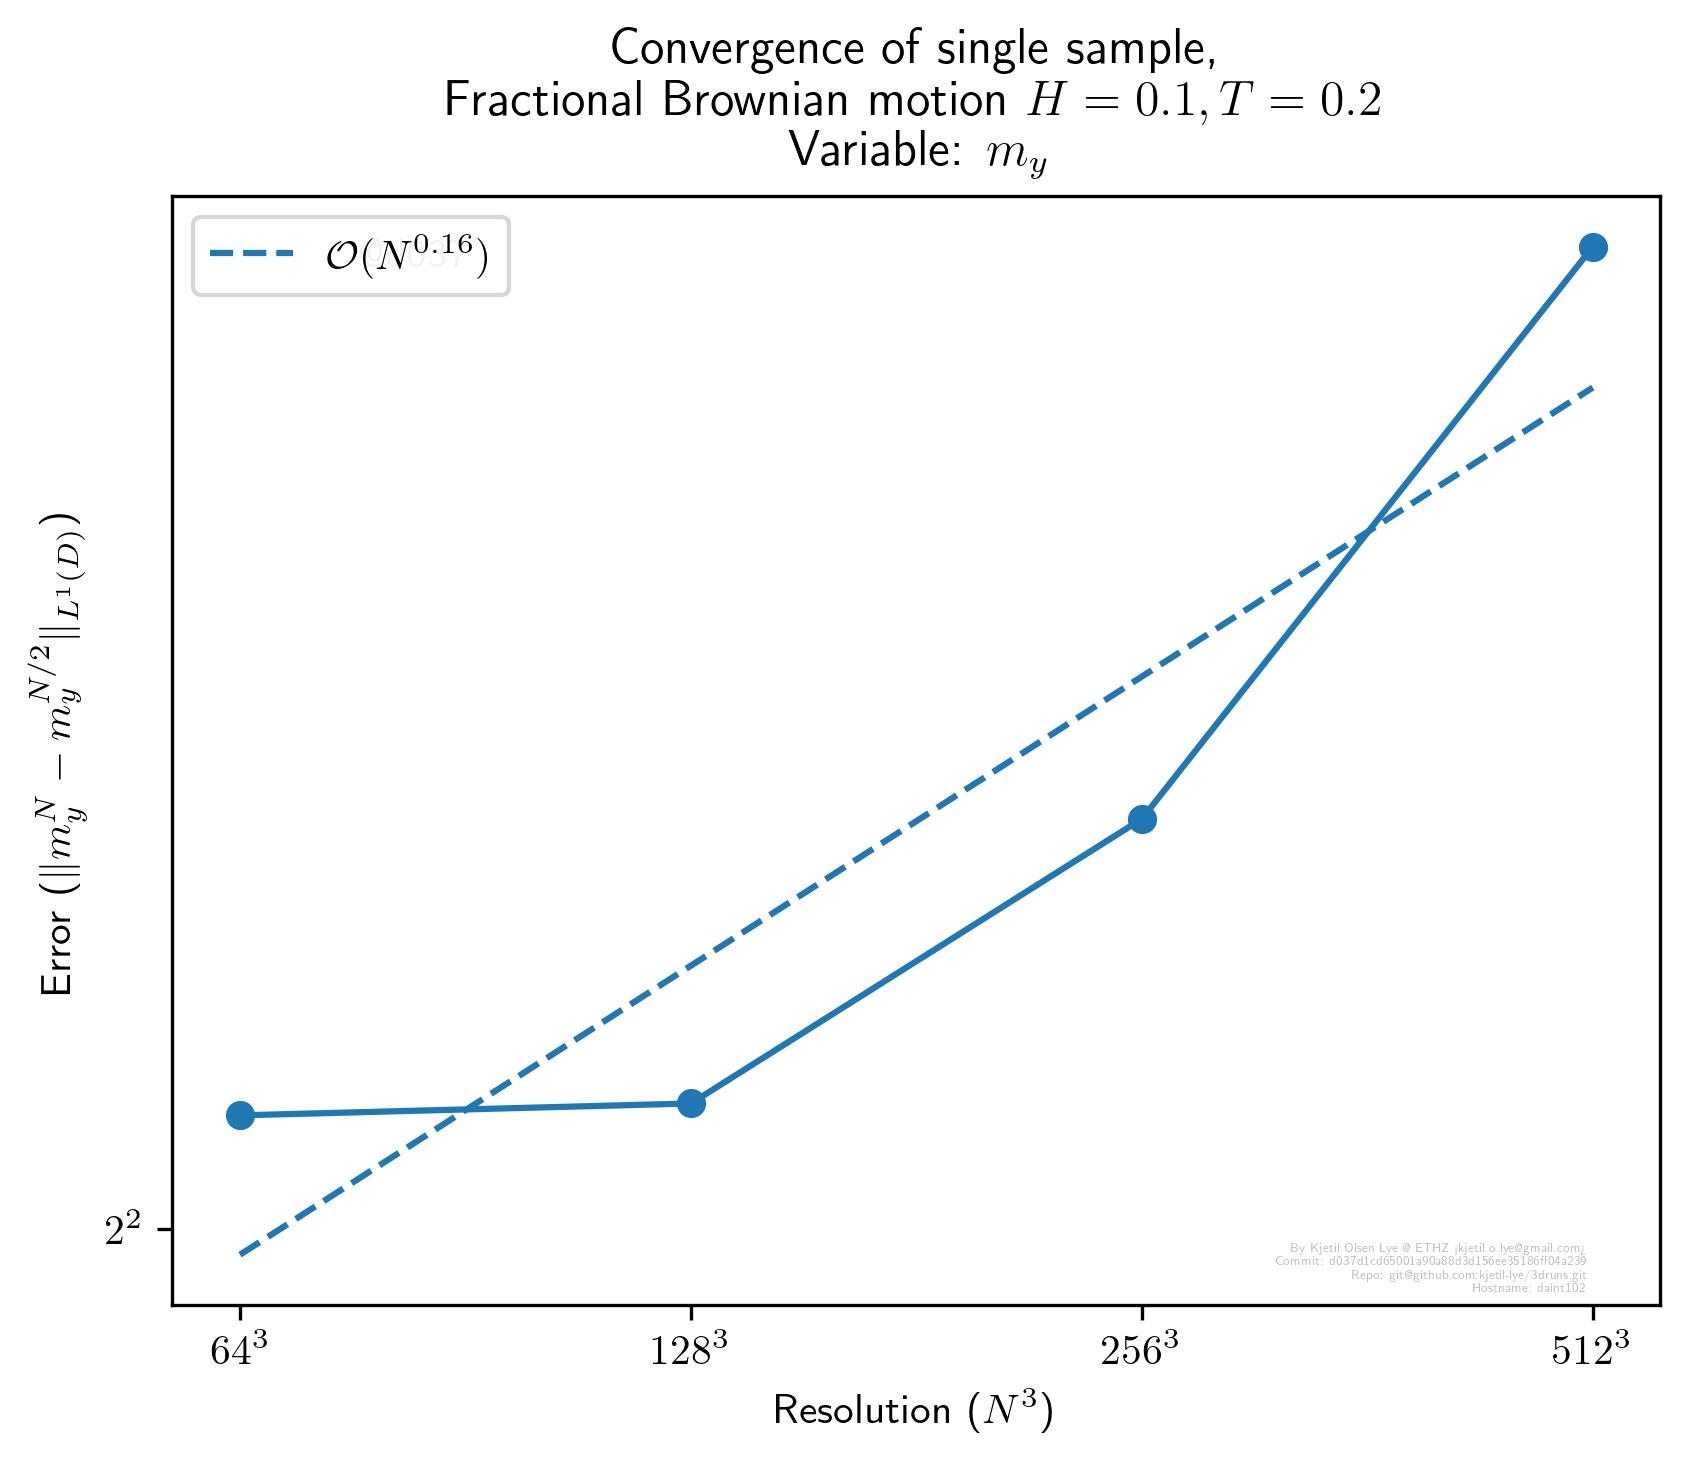 Convergence of single sample,
Fractional Brownian motion H = 0.1, T = 0.2
Variable: m_y
O(N^0.16)
Error (‖m_y^N − m_y^{N/2}‖_{L^1(D)})
2^2
64^3 128^3 256^3 512^3
Resolution (N^3)
By Kjetil Olsen Lye @ ETHZ ¡kjetil.o.lye@gmail.com¿
Commit: d037d1cd65001a90a88d3d156ee35186ff04a239
Repo: git@github.com:kjetil-lye/3druns.git
Hostname: daint102